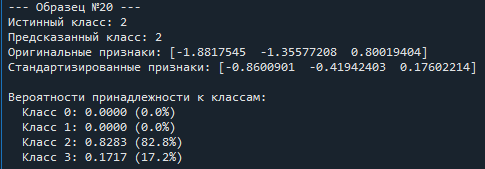 --- Образец №20 ---
Истинный класс: 2
Предсказанный класс: 2
Оригинальные признаки: [-1.8817545  -1.35577208  0.80019404]
Стандартизированные признаки: [-0.8600901  -0.41942403  0.17602214]
Вероятности принадлежности к классам:
  Класс 0: 0.0000 (0.0%)
  Класс 1: 0.0000 (0.0%)
  Класс 2: 0.8283 (82.8%)
  Класс 3: 0.1717 (17.2%)